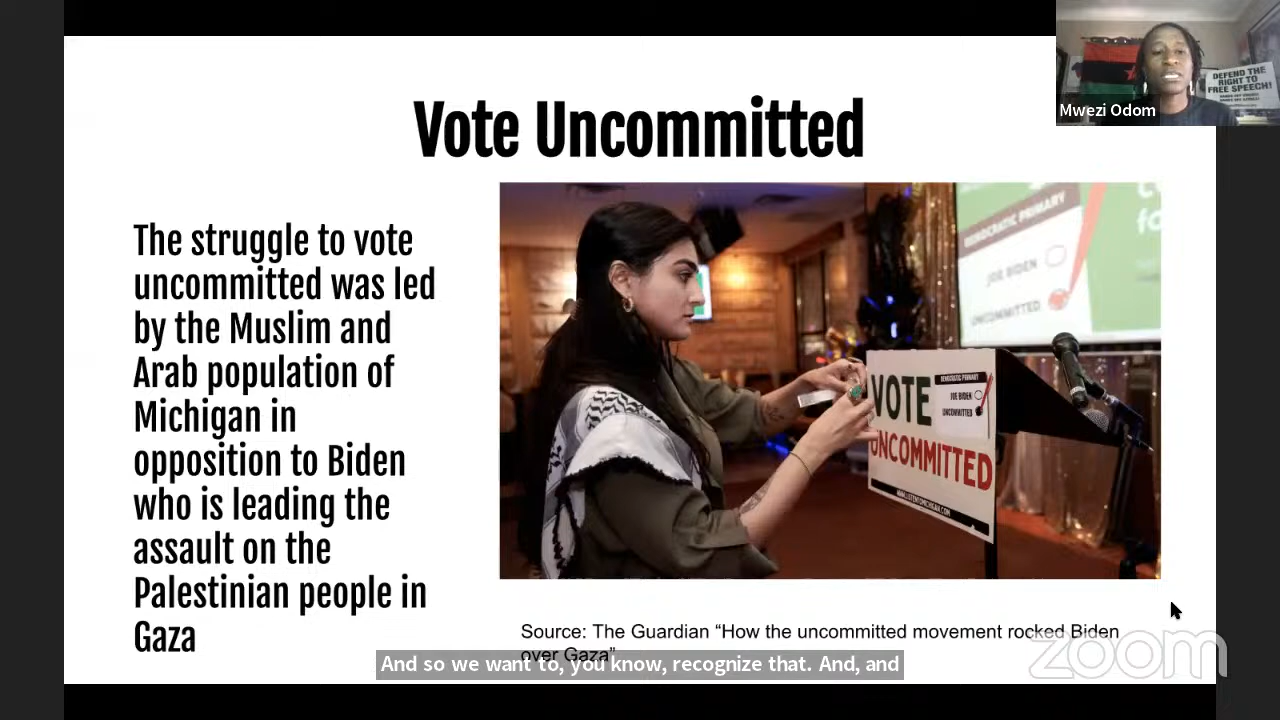 Vote Uncommitted
The struggle to vote
uncommitted was led
by the Muslim and
Arab population of
Michigan in
opposition to Biden
who is leading the
assault on the
Palestinian people in
Gaza
DEMOCRATIC PRIMARY
JOE BIDEN
UNCOMMITTED
VOTE
DEMOCRATIC PRIMARY
JOE BIDEN
UNCOMMITTED
UNCOMMITTED
WWW.LISTENTOMICHIGAN.COM
Source: The Guardian “How the uncommitted movement rocked Biden
over Gaza”
And so we want to, you know, recognize that. And, and
zoom
Mwezi Odom
DEFEND THE
RIGHT TO
FREE SPEECH!